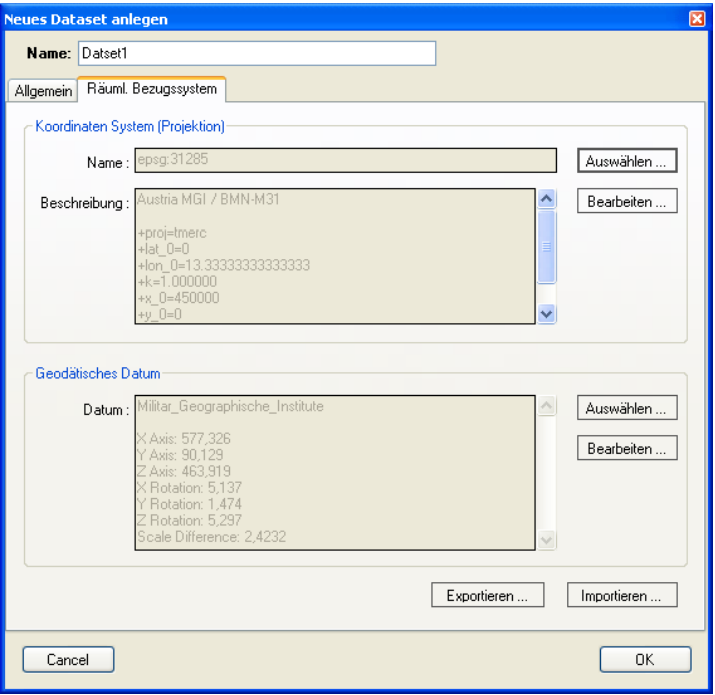 Neues Dataset anlegen
Name: Datset1
Allgemein Räuml. Bezugssystem
Koordinaten System (Projektion)
Name : epsg:31285 Auswählen ...
Beschreibung : Austria MGI / BMN-M31 Bearbeiten ...
+proj=tmerc
+lat_0=0
+lon_0=13.33333333333333
+k=1.000000
+x_0=450000
+y_0=0
Geodätisches Datum
Datum : Militar_Geographische_Institute Auswählen ...
X Axis: 577,326
Y Axis: 90,129 Bearbeiten ...
Z Axis: 463,919
X Rotation: 5,137
Y Rotation: 1,474
Z Rotation: 5,297
Scale Difference: 2,4232
Exportieren ... Importieren ...
Cancel OK